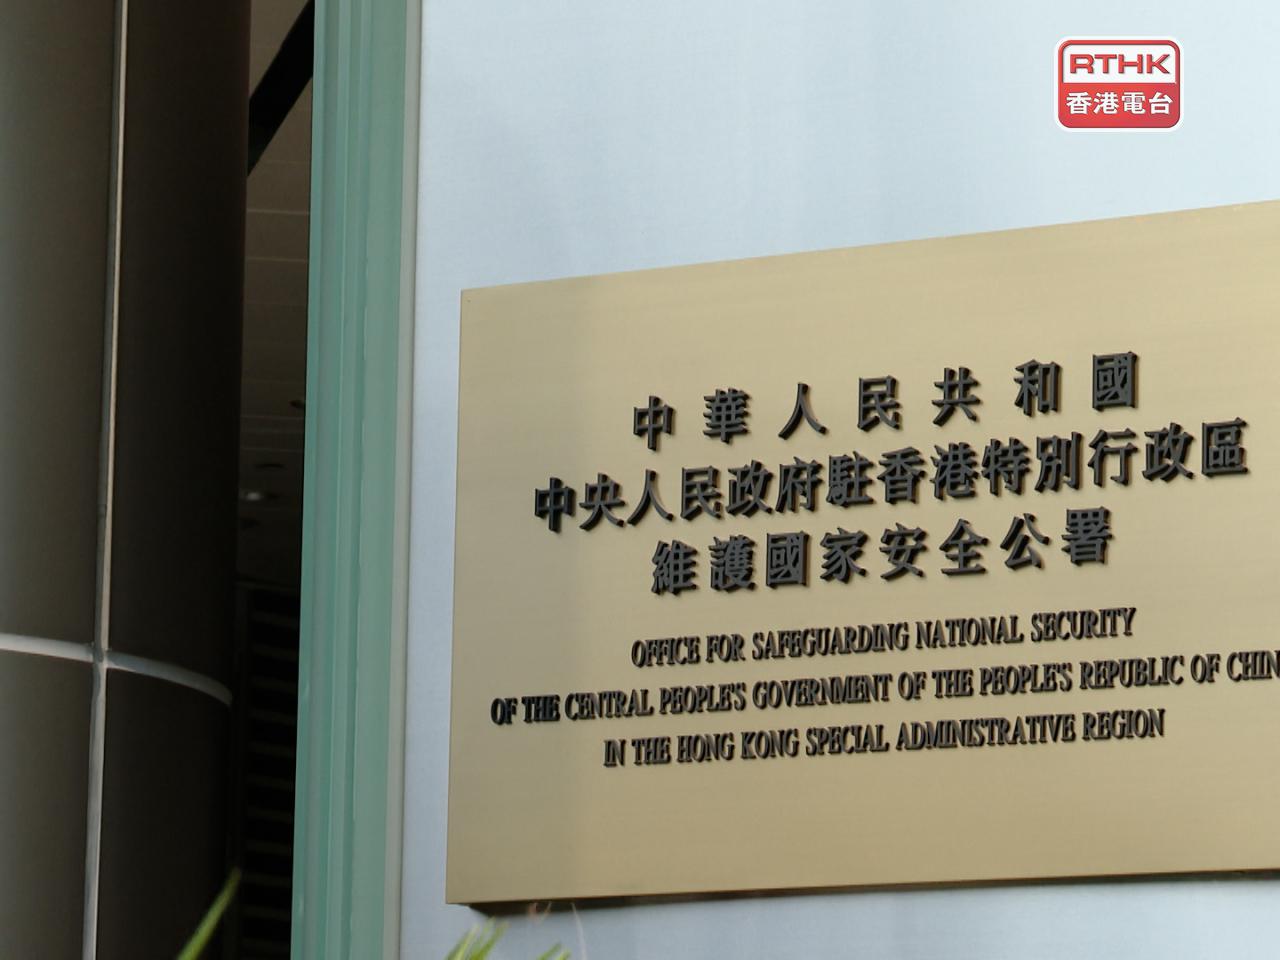 RTHK
香港電台
中華人民共和國
中央人民政府駐香港特別行政區
維護國家安全公署
OFFICE FOR SAFEGUARDING NATIONAL SECURITY
OF THE CENTRAL PEOPLE'S GOVERNMENT OF THE PEOPLE'S REPUBLIC OF CHIN
IN THE HONG KONG SPECIAL ADMINISTRATIVE REGION